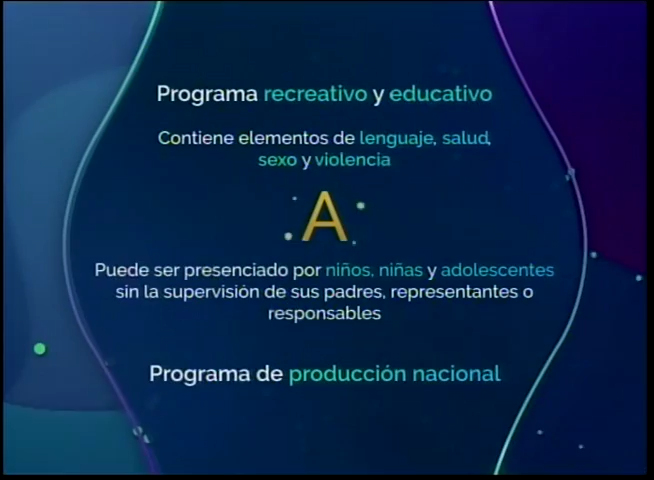 Programa recreativo y educativo
Contiene elementos de lenguaje, salud,
sexo y violencia
A
Puede ser presenciado por niños, niñas y adolescentes
sin la supervisión de sus padres, representantes o
responsables
Programa de producción nacional